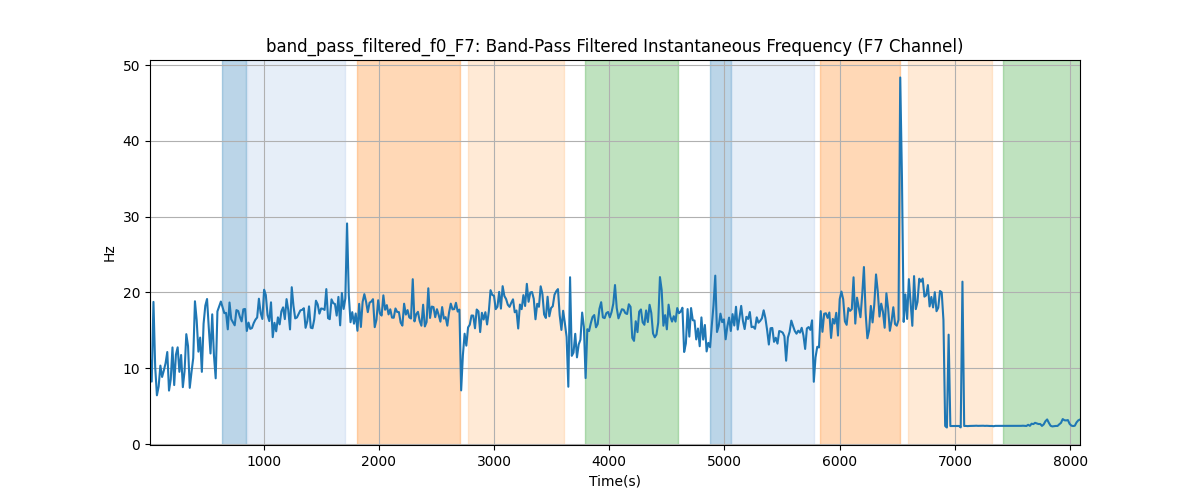 band_pass_filtered_f0_F7: Band-Pass Filtered Instantaneous Frequency (F7 Channel)
50
40
30
20
10
0
Hz
1000 2000 3000 4000 5000 6000 7000 8000
Time(s)